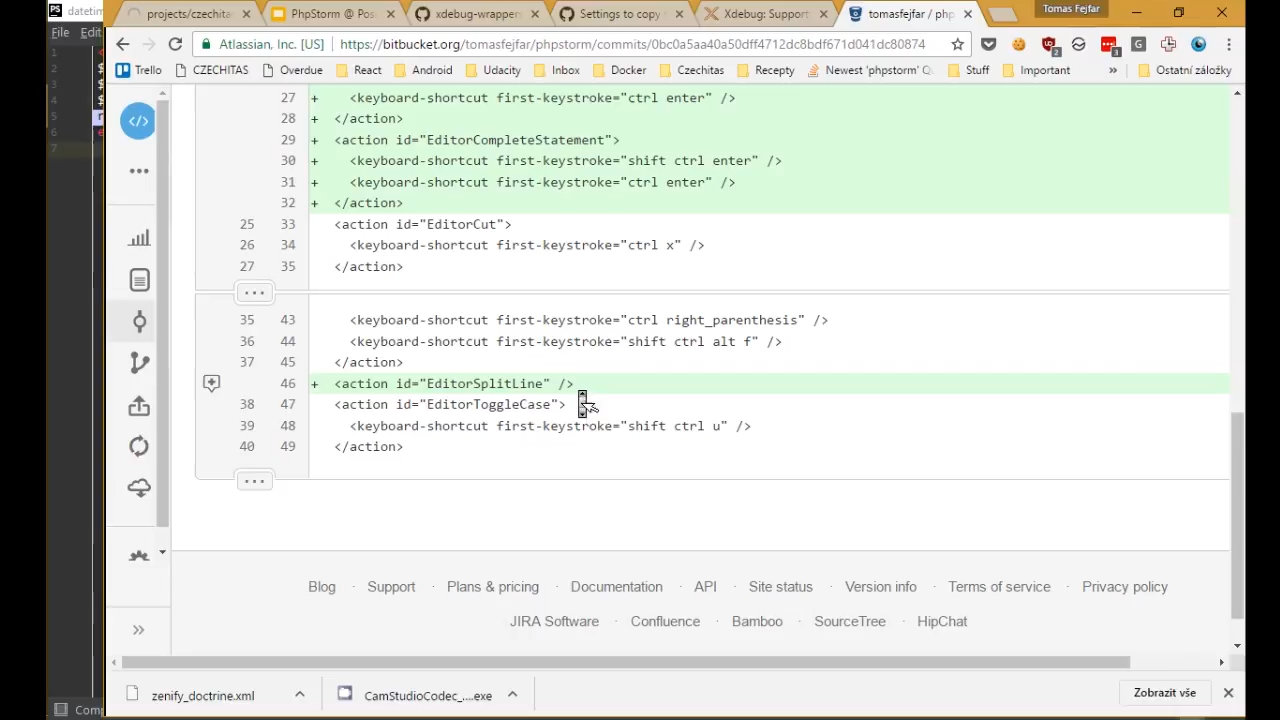 datetim
File Edit
projects/czechita
PhpStorm @ Pos
xdebug-wrapper
Settings to copy
Xdebug: Support
tomasfejfar / php
Tomas Fejfar
Atlassian, Inc. [US] https://bitbucket.org/tomasfejfar/phpstorm/commits/0bc0a5aa40a50df4712dc8bdf671d041dc80874
Trello CZECHITAS Overdue React Android Udacity Inbox Docker Czechitas Recepty Newest 'phpstorm' Stuff Important » Ostatní záložky
27 + <keyboard-shortcut first-keystroke="ctrl enter" />
28 + </action>
29 + <action id="EditorCompleteStatement">
30 + <keyboard-shortcut first-keystroke="shift ctrl enter" />
31 + <keyboard-shortcut first-keystroke="ctrl enter" />
32 + </action>
25 33 <action id="EditorCut">
26 34 <keyboard-shortcut first-keystroke="ctrl x" />
27 35 </action>
...
35 43 <keyboard-shortcut first-keystroke="ctrl right_parenthesis" />
36 44 <keyboard-shortcut first-keystroke="shift ctrl alt f" />
37 45 </action>
46 + <action id="EditorSplitLine" />
38 47 <action id="EditorToggleCase">
39 48 <keyboard-shortcut first-keystroke="shift ctrl u" />
40 49 </action>
...
Blog · Support · Plans & pricing · Documentation · API · Site status · Version info · Terms of service · Privacy policy
JIRA Software · Confluence · Bamboo · SourceTree · HipChat
zenify_doctrine.xml
CamStudioCodec_....exe
Zobrazit vše
Comp